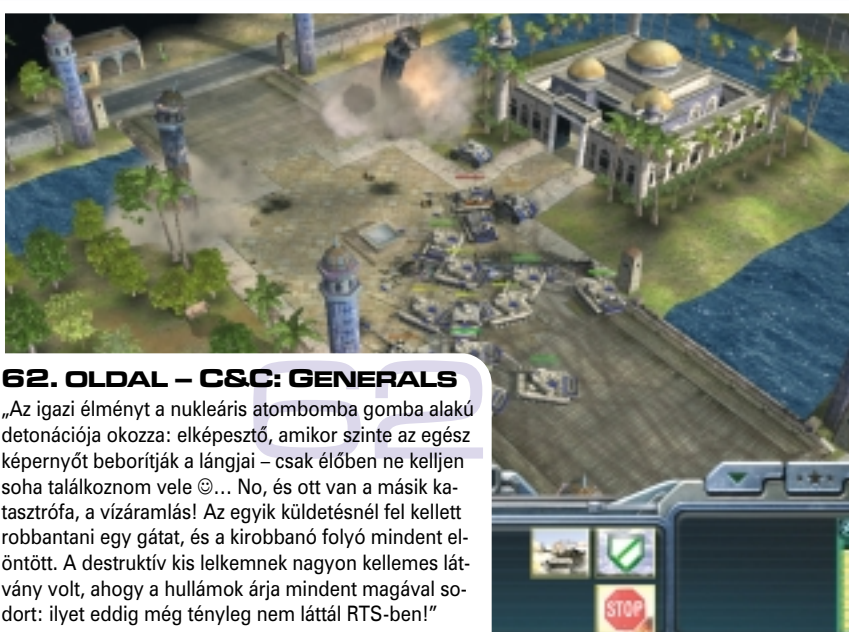 62. OLDAL – C&C: GENERALS
„Az igazi élményt a nukleáris atombomba gomba alakú
detonációja okozza: elképesztő, amikor szinte az egész
képernyőt beborítják a lángjai – csak élőben ne kelljen
soha találkoznom vele ☺… No, és ott van a másik ka-
tasztrófa, a vízáramlás! Az egyik küldetésnél fel kellett
robbantani egy gátat, és a kirobbanó folyó mindent el-
öntött. A destruktív kis lelkemnek nagyon kellemes lát-
vány volt, ahogy a hullámok árja mindent magával so-
dort: ilyet eddig még tényleg nem láttál RTS-ben!”
62
STOP